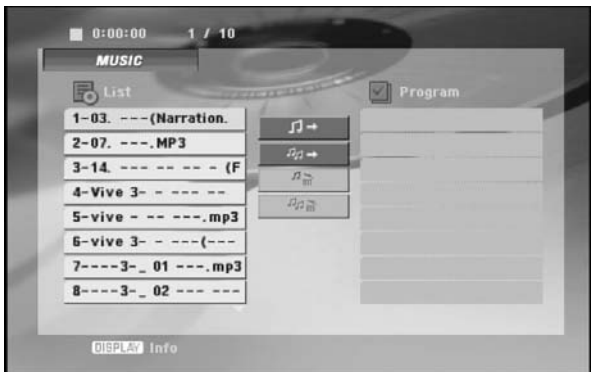 0:00:00 1 / 10
MUSIC
List
Program
1-03. ---(Narration.
2-07. ---.MP3
3-14. --- -- -- - (F
4-Vive 3- - --- --
5-vive - -- ---.mp3
6-vive 3- - ---(---
7----3-_ 01 ---.mp3
8----3-_ 02 --- ---
DISPLAY Info